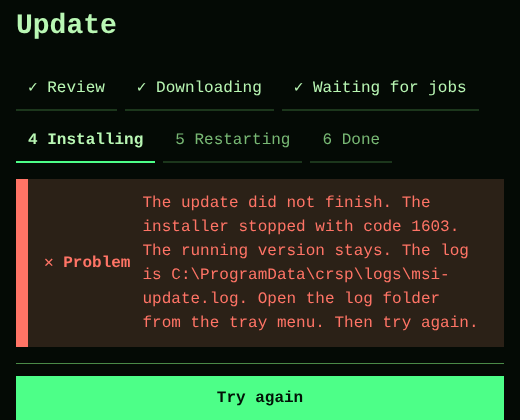 Update
✓ Review ✓ Downloading ✓ Waiting for jobs
4 Installing 5 Restarting 6 Done
✕ Problem
The update did not finish. The
installer stopped with code 1603.
The running version stays. The log
is C:\ProgramData\crsp\logs\msi-
update.log. Open the log folder
from the tray menu. Then try again.
Try again